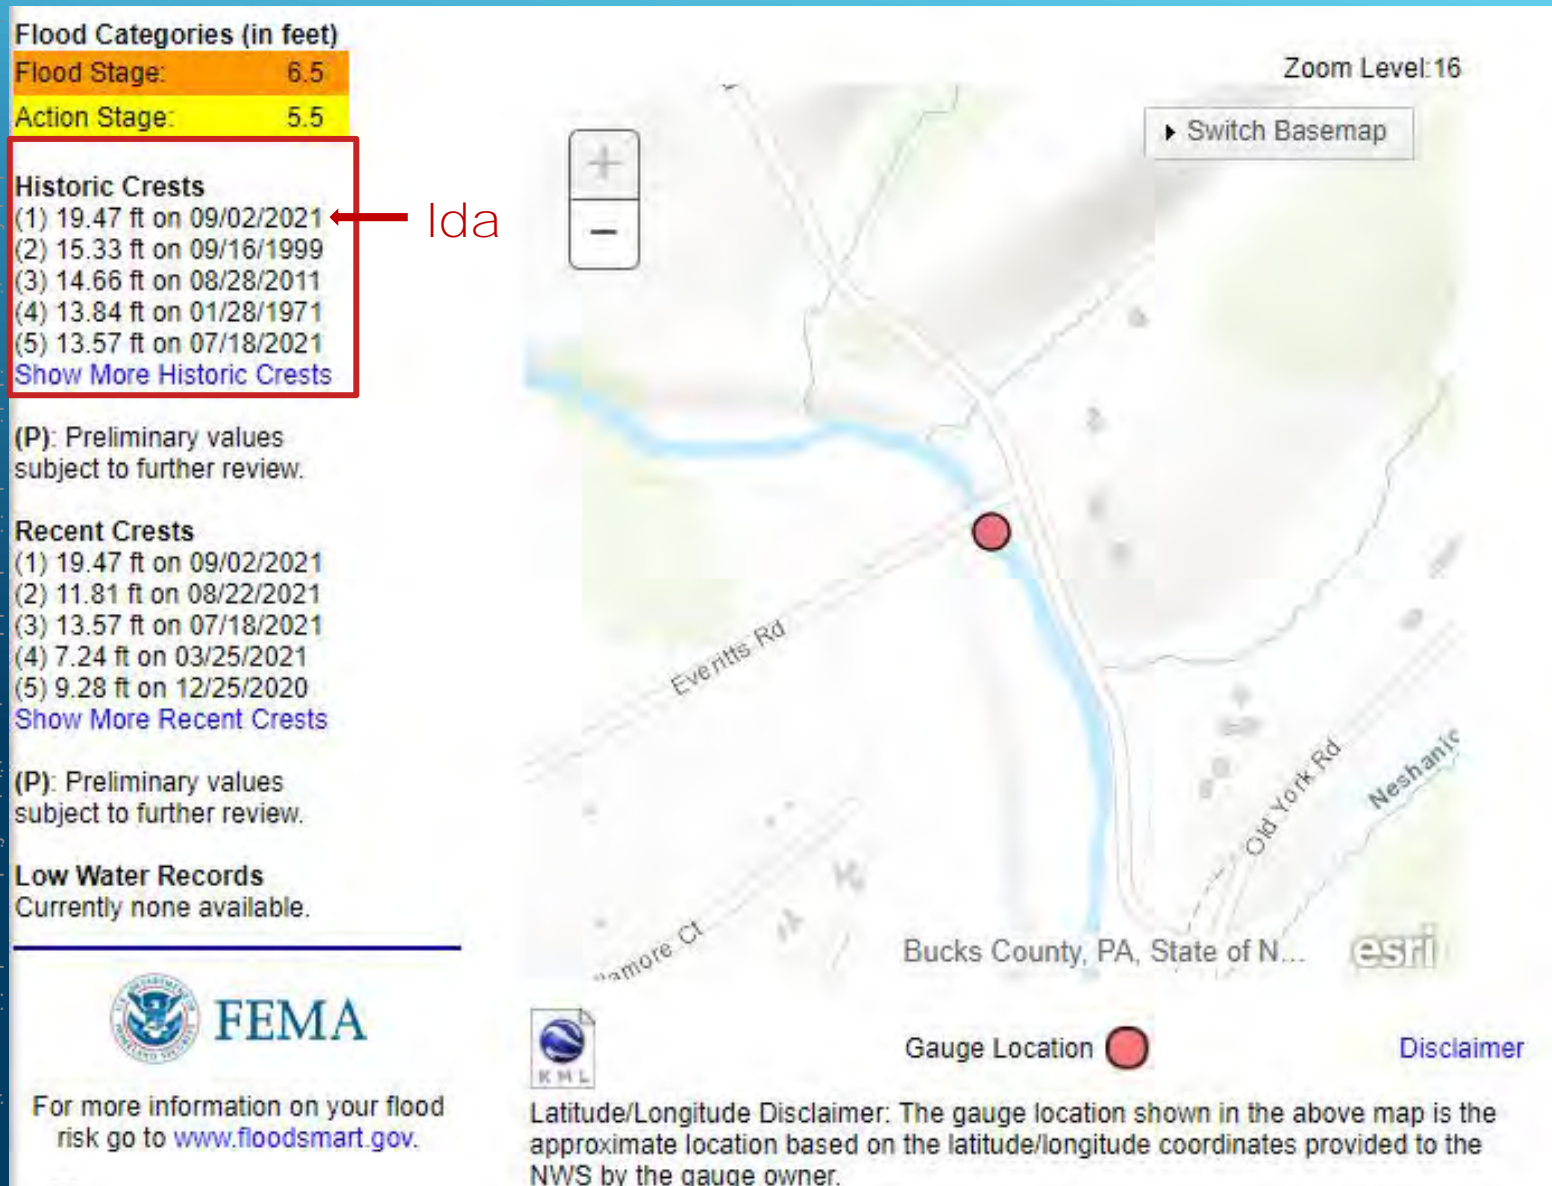 Flood Categories (in feet)
Flood Stage: 6.5
Action Stage: 5.5
Historic Crests
(1) 19.47 ft on 09/02/2021
(2) 15.33 ft on 09/16/1999
(3) 14.66 ft on 08/28/2011
(4) 13.84 ft on 01/28/1971
(5) 13.57 ft on 07/18/2021
Show More Historic Crests
Ida
(P): Preliminary values
subject to further review.
Recent Crests
(1) 19.47 ft on 09/02/2021
(2) 11.81 ft on 08/22/2021
(3) 13.57 ft on 07/18/2021
(4) 7.24 ft on 03/25/2021
(5) 9.28 ft on 12/25/2020
Show More Recent Crests
(P): Preliminary values
subject to further review.
Low Water Records
Currently none available.
FEMA
For more information on your flood
risk go to www.floodsmart.gov.
Zoom Level:16
+
Switch Basemap
−
Everitts Rd
Old York Rd
Neshanic
amore Ct
Bucks County, PA, State of N...
esri
KML
Gauge Location
Disclaimer
Latitude/Longitude Disclaimer: The gauge location shown in the above map is the
approximate location based on the latitude/longitude coordinates provided to the
NWS by the gauge owner.